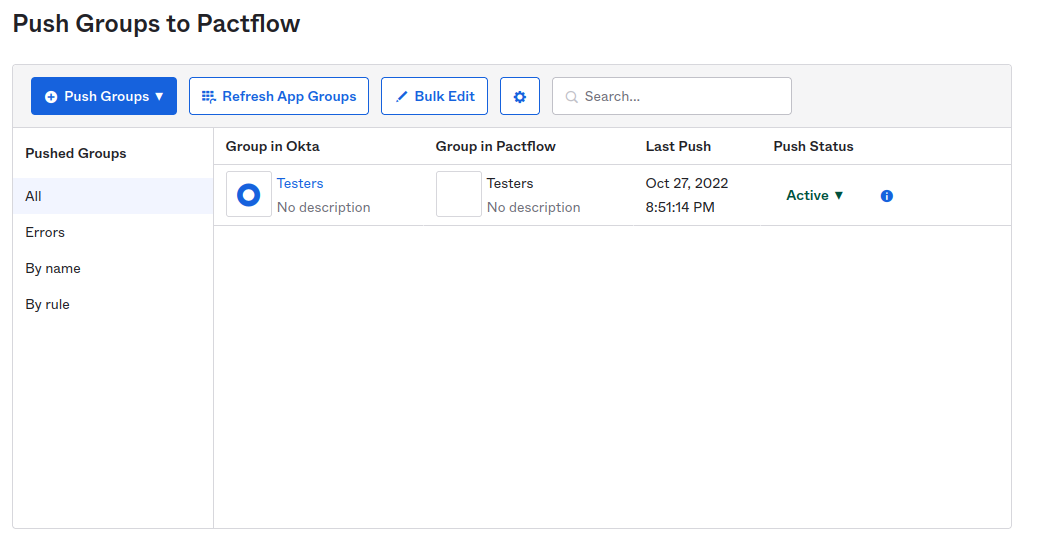 Push Groups to Pactflow
Push Groups ▼
Refresh App Groups
Bulk Edit
Search...
Pushed Groups
All
Errors
By name
By rule
Group in Okta
Group in Pactflow
Last Push
Push Status
Testers
No description
Testers
No description
Oct 27, 2022
8:51:14 PM
Active ▼